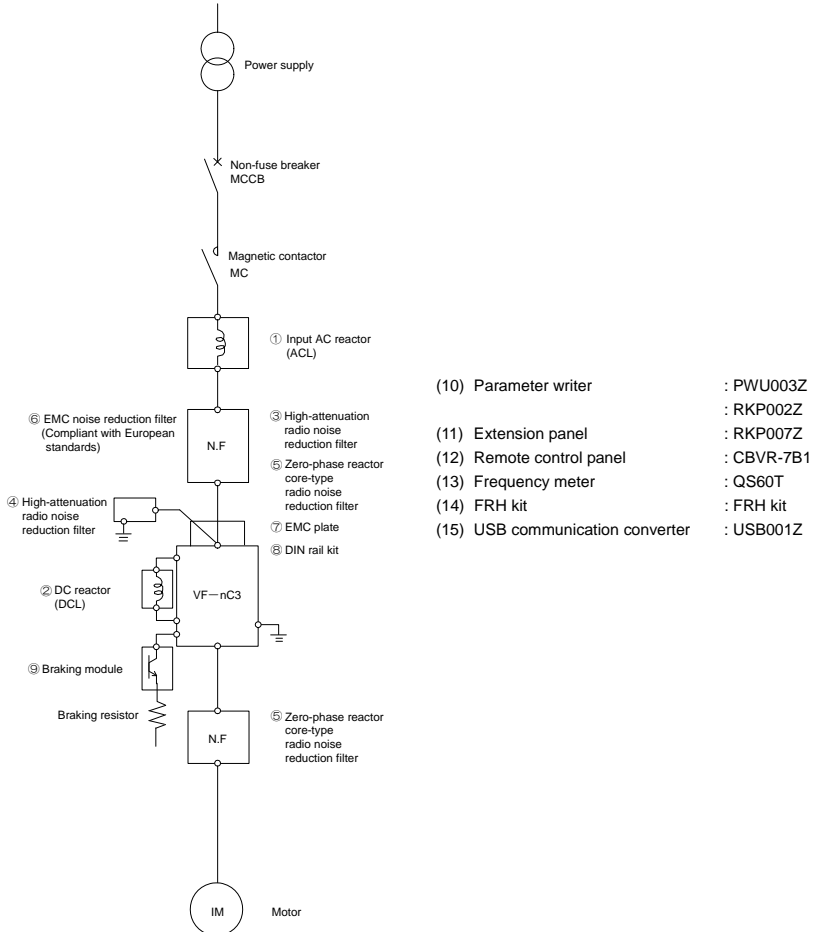 Power supply
Non-fuse breaker
MCCB
Magnetic contactor
MC
① Input AC reactor
(ACL)
⑥ EMC noise reduction filter
(Compliant with European
standards)
N.F
③ High-attenuation
radio noise
reduction filter
⑤ Zero-phase reactor
core-type
radio noise
reduction filter
④ High-attenuation
radio noise
reduction filter
⑦ EMC plate
⑧ DIN rail kit
② DC reactor
(DCL)
VF－nC3
⑨ Braking module
Braking resistor
N.F
⑤ Zero-phase reactor
core-type
radio noise
reduction filter
IM
Motor
(10) Parameter writer : PWU003Z
: RKP002Z
(11) Extension panel : RKP007Z
(12) Remote control panel : CBVR-7B1
(13) Frequency meter : QS60T
(14) FRH kit : FRH kit
(15) USB communication converter : USB001Z